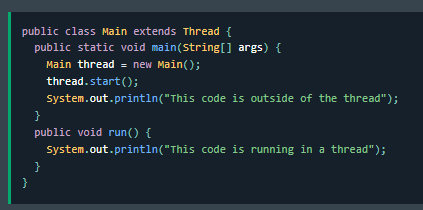 public class Main extends Thread {
  public static void main(String[] args) {
    Main thread = new Main();
    thread.start();
    System.out.println("This code is outside of the thread");
  }
  public void run() {
    System.out.println("This code is running in a thread");
  }
}